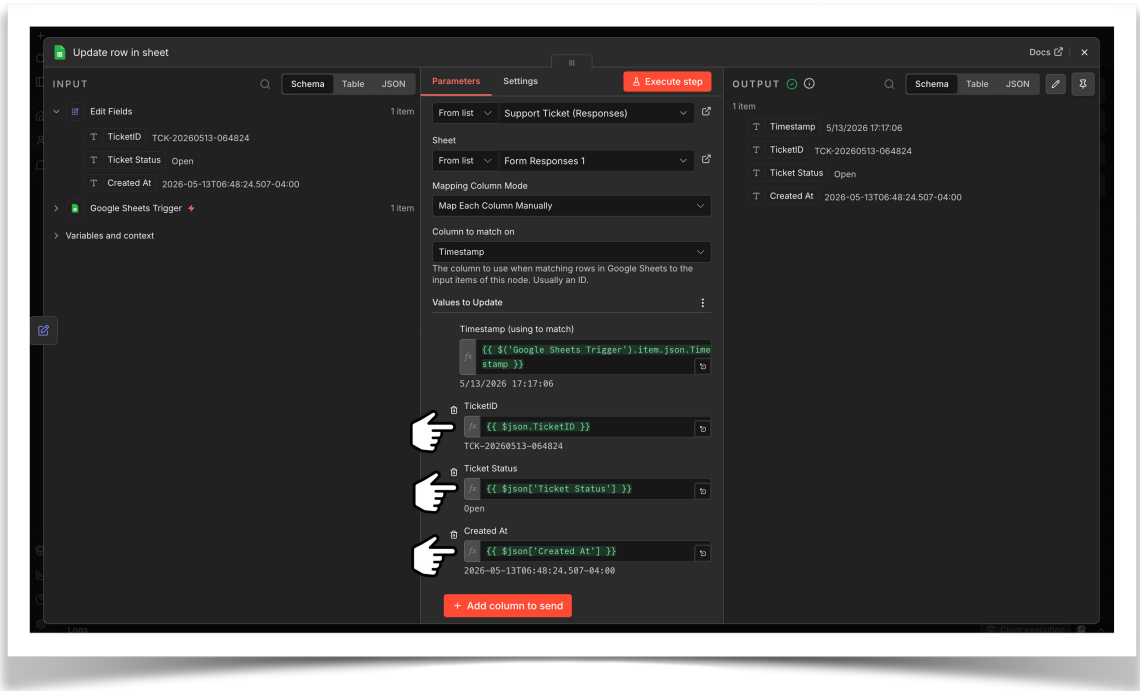 Update row in sheet
Docs
INPUT
Schema Table JSON
Edit Fields 1 item
T TicketID TCK-20260513-064824
T Ticket Status Open
T Created At 2026-05-13T06:48:24.507-04:00
Google Sheets Trigger 1 item
Variables and context
Parameters Settings Execute step
From list Support Ticket (Responses)
Sheet
From list Form Responses 1
Mapping Column Mode
Map Each Column Manually
Column to match on
Timestamp
The column to use when matching rows in Google Sheets to the
input items of this node. Usually an ID.
Values to Update
Timestamp (using to match)
fx {{ $('Google Sheets Trigger').item.json.Time
stamp }}
5/13/2026 17:17:06
TicketID
fx {{ $json.TicketID }}
TCK-20260513-064824
Ticket Status
fx {{ $json['Ticket Status'] }}
Open
Created At
fx {{ $json['Created At'] }}
2026-05-13T06:48:24.507-04:00
+ Add column to send
OUTPUT
Schema Table JSON
1 item
T Timestamp 5/13/2026 17:17:06
T TicketID TCK-20260513-064824
T Ticket Status Open
T Created At 2026-05-13T06:48:24.507-04:00
Logs
Clear execution